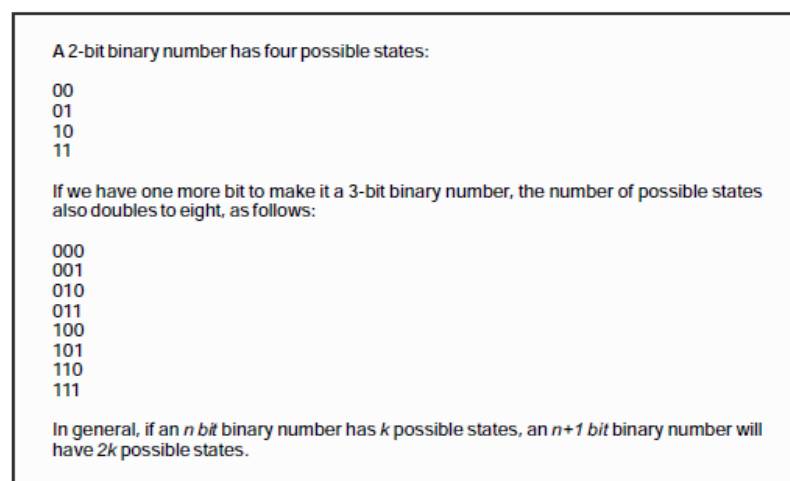 A 2-bit binary number has four possible states:
00
01
10
11
If we have one more bit to make it a 3-bit binary number, the number of possible states
also doubles to eight, as follows:
000
001
010
011
100
101
110
111
In general, if an n bit binary number has k possible states, an n+1 bit binary number will
have 2k possible states.